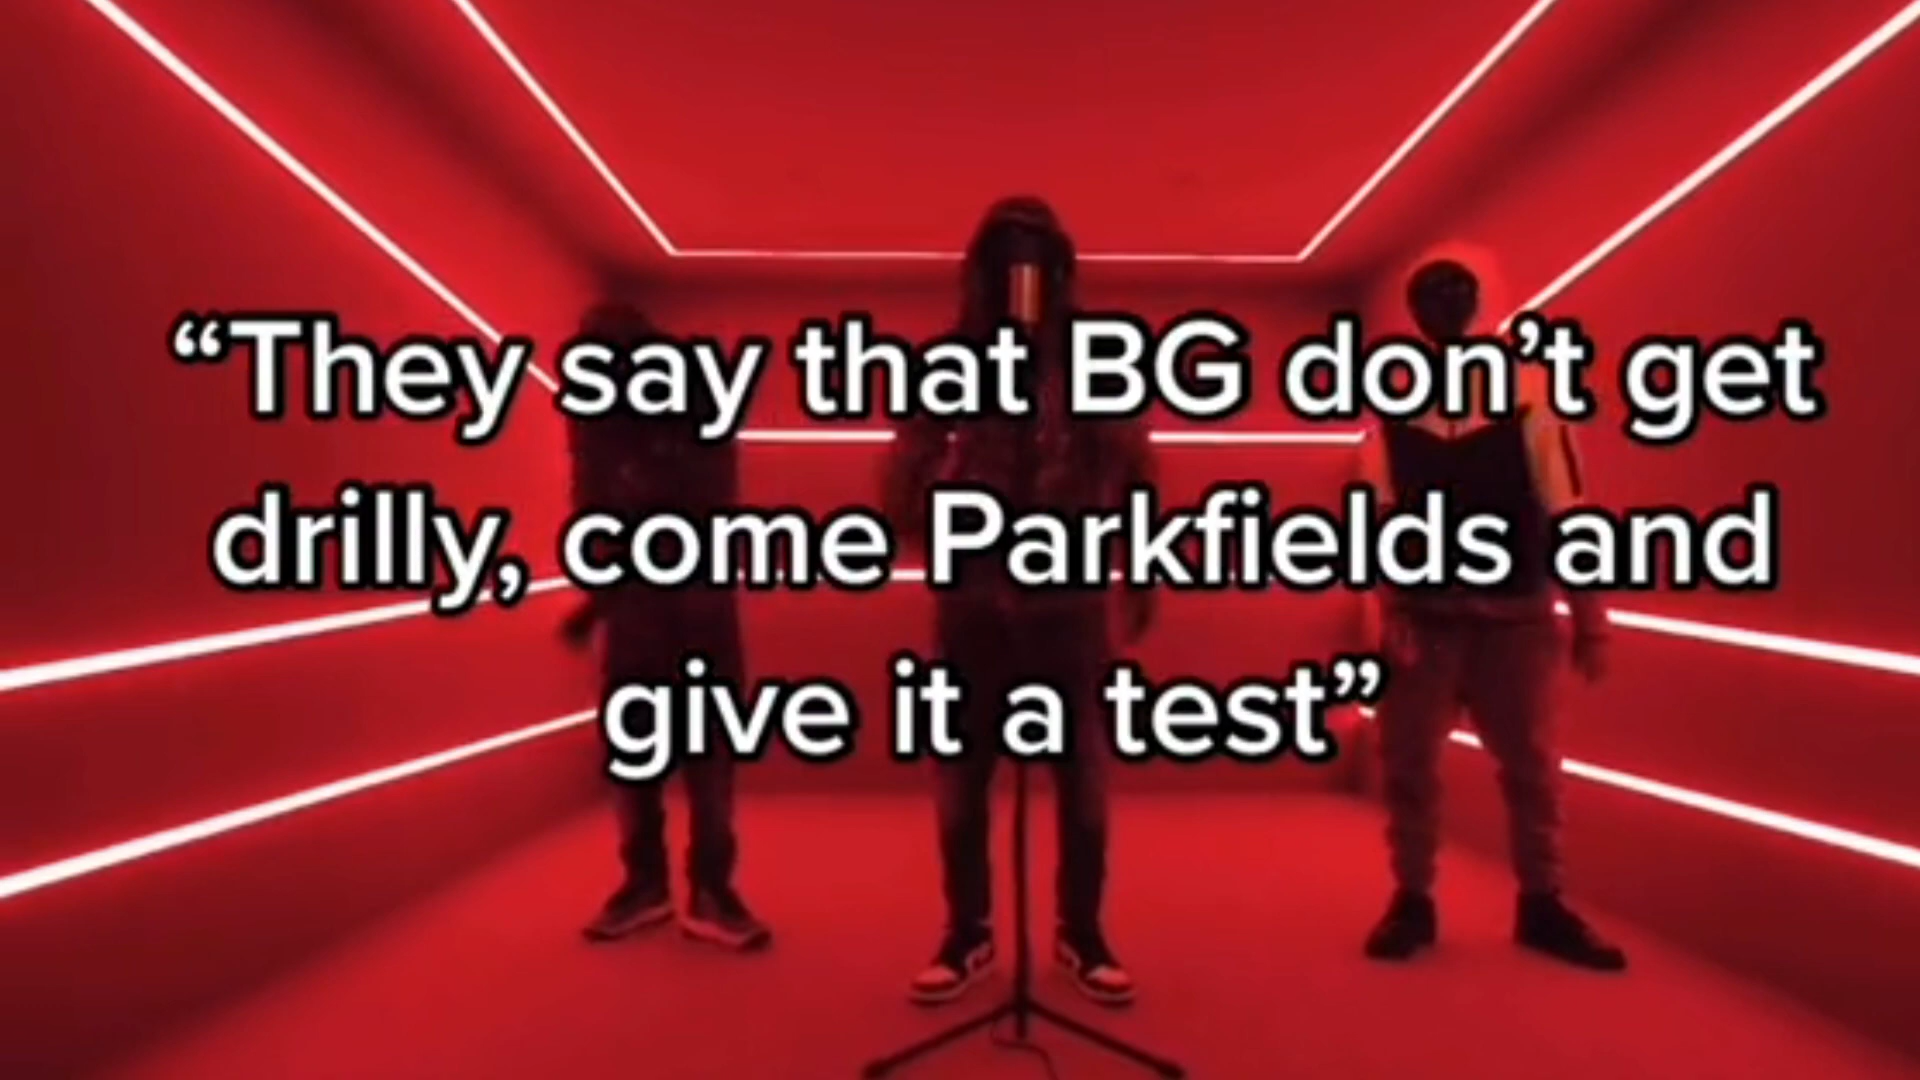 “They say that BG don’t get
drilly, come Parkfields and
give it a test”